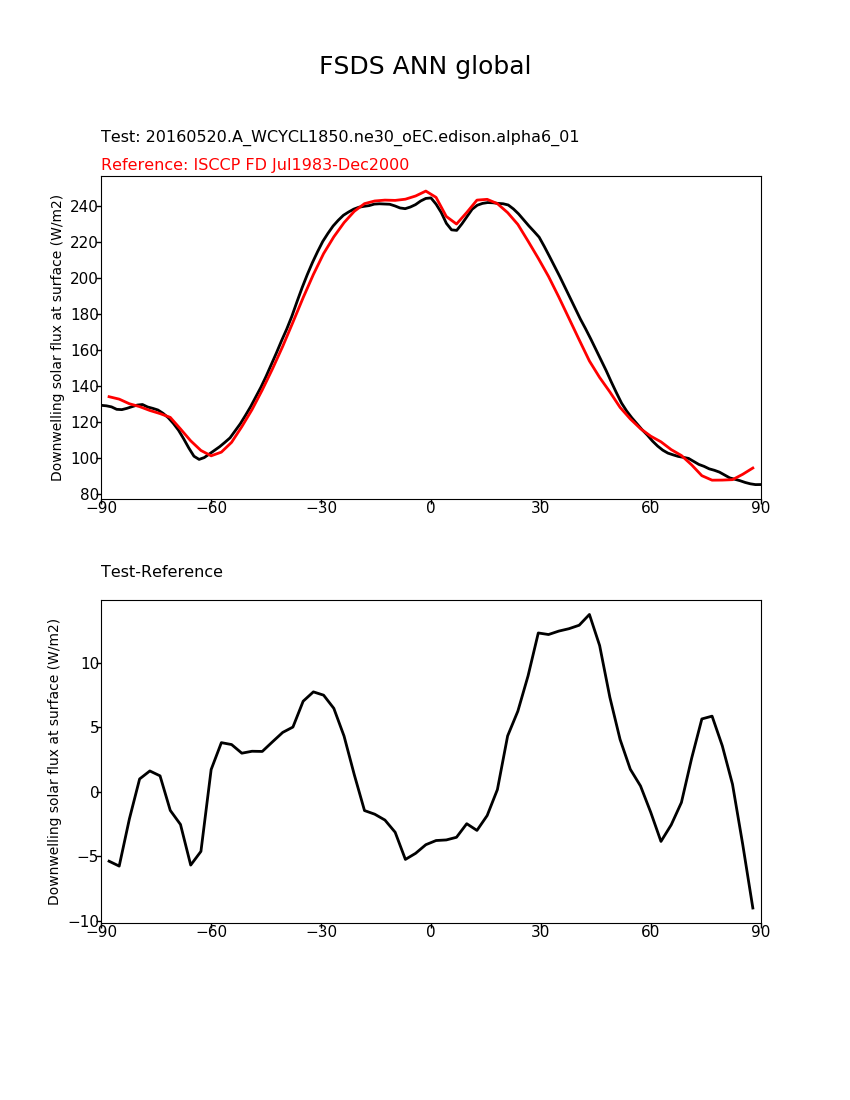 FSDS ANN global
Test: 20160520.A_WCYCL1850.ne30_oEC.edison.alpha6_01
Reference: ISCCP FD Jul1983-Dec2000
Downwelling solar flux at surface (W/m2)
240
220
200
180
160
140
120
100
80
−90 −60 −30 0 30 60 90
Test-Reference
Downwelling solar flux at surface (W/m2)
10
5
0
−5
−10
−90 −60 −30 0 30 60 90